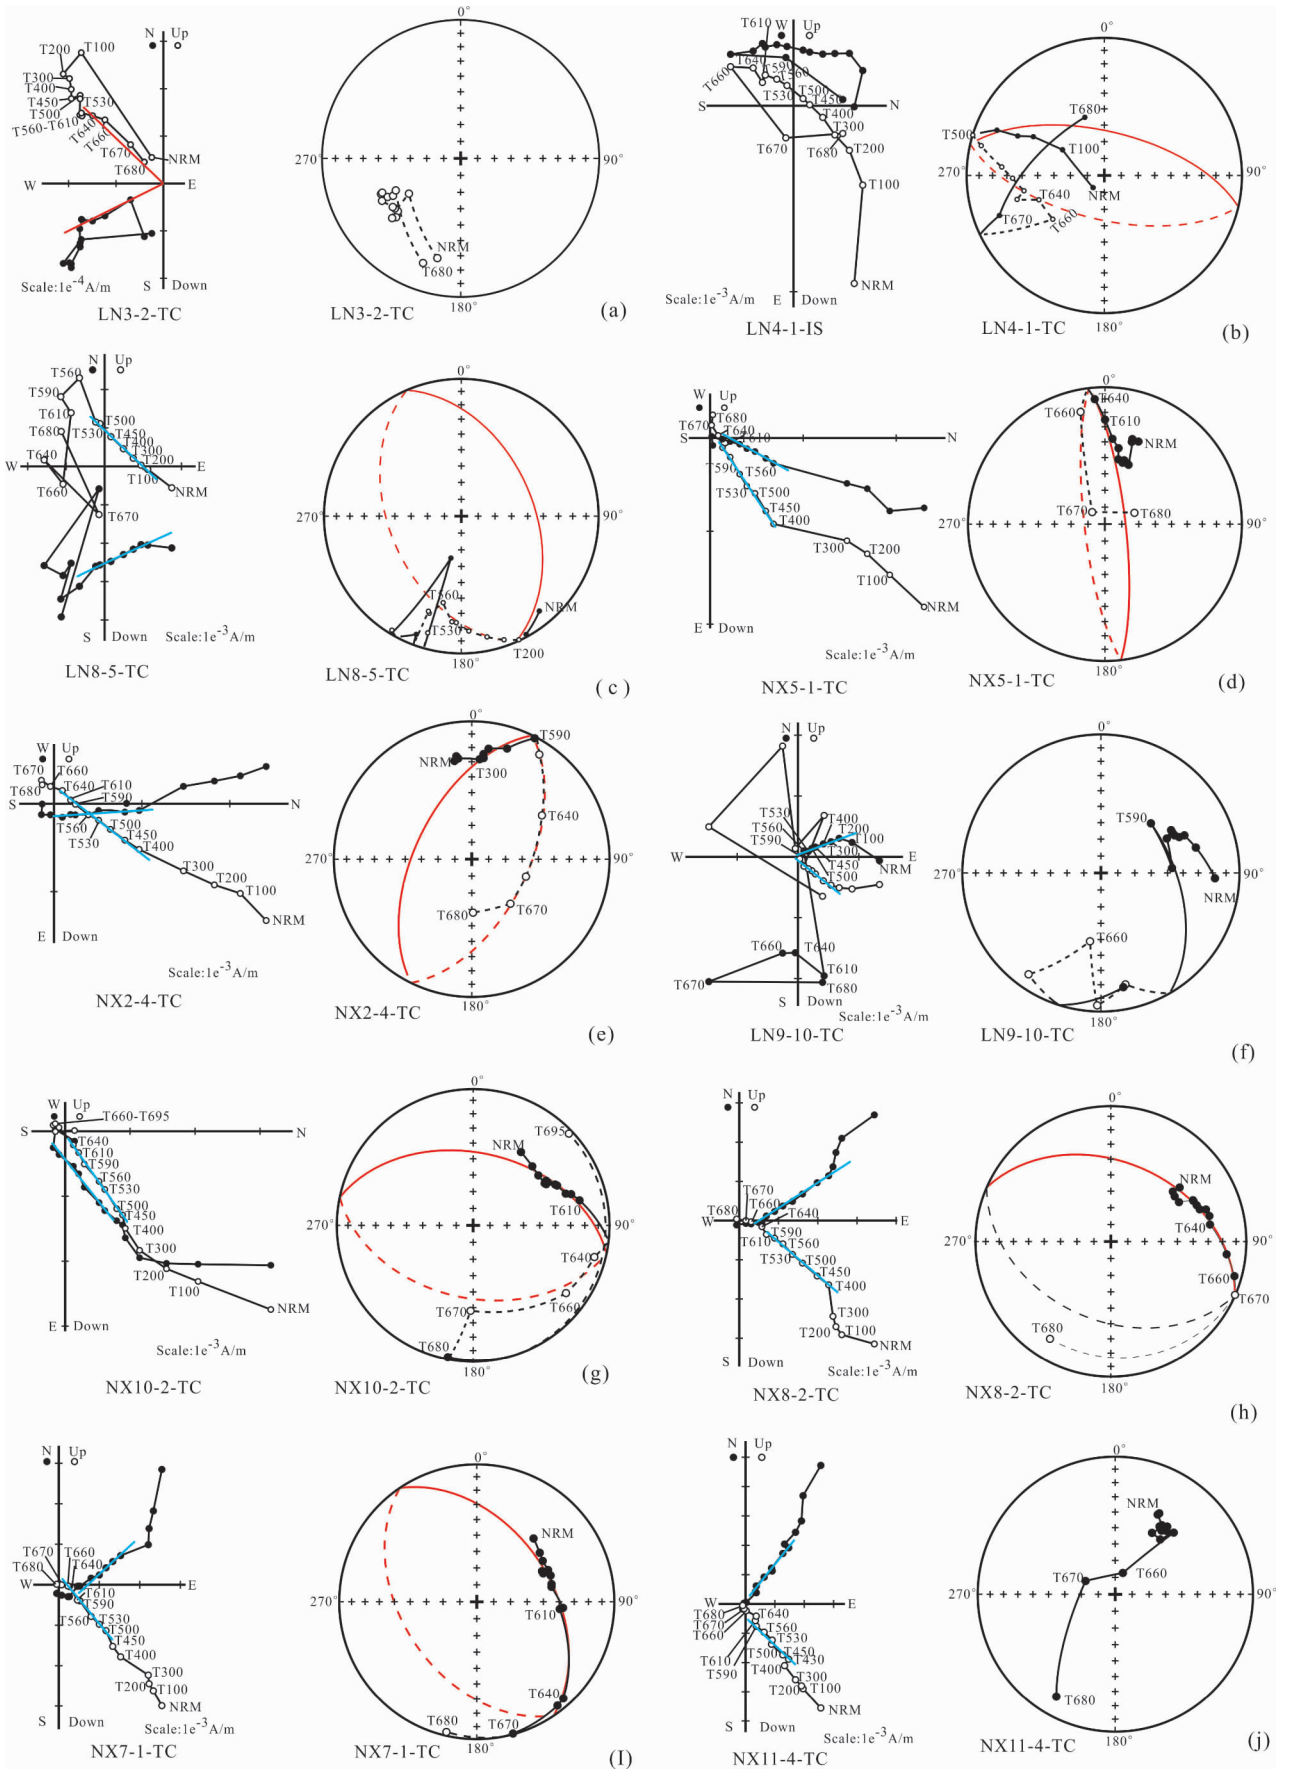 N Up
T200 T100
T300
T400
T450 T530
T500
T560-T610
T640
T660
T670
T680
NRM
W E
Scale:1e-4A/m S Down
LN3-2-TC
0°
270° 90°
NRM
T680
180°
LN3-2-TC
(a)
T610 W Up
T640
T590
T660 T560
T530 T500
T450
S N
T400
T300
T670 T680 T200
T100
NRM
Scale:1e-3A/m
E Down
LN4-1-IS
0°
T680
T500
T100
270° 90°
NRM
T640
T670 T660
180°
LN4-1-TC
(b)
N Up
T560
T590
T610 T500
T680 T530 T450
T400
T300
T640 T200
W E
T660 T100
NRM
T670
S Down Scale:1e-3A/m
LN8-5-TC
270° 90°
T560
NRM
T530
180° T200
LN8-5-TC
(c)
W Up
T680
T670 T640
S T610 N
T590 T560
T530 T500
T450
T400
T300 T200
T100
NRM
E Down
Scale:1e-3A/m
NX5-1-TC
0°
T640
T660 T610
NRM
T670 T680
270° 90°
180°
NX5-1-TC
(d)
W Up
T670 T660
T680 T640 T610
S T590 N
T560 T500
T530 T450
T400
T300
T200
T100
NRM
E Down
Scale:1e-3A/m
NX2-4-TC
0°
T590
NRM
T300
T640
270° 90°
T680 T670
180°
NX2-4-TC
(e)
N Up
T530 T400
T560 T200
T590 T100
T300
W E
T450 NRM
T500
T660 T640
T610
T670 T680
S Down
Scale:1e-3A/m
LN9-10-TC
0°
T590
270° 90°
NRM
T660
180°
LN9-10-TC
(f)
W Up
T660-T695
S N
T640
T610
T590
T560
T530
T500
T450
T400
T300
T200
T100
NRM
E Down
Scale:1e-3A/m
NX10-2-TC
0°
T695
NRM
T610
270° 90°
T640
T670 T660
T680
180°
NX10-2-TC
(g)
N Up
T670
T680 T660
W T640 E
T590
T610 T560
T530 T500
T450
T400
T300
T200 T100
NRM
S Down
Scale:1e-3A/m
NX8-2-TC
0°
NRM
T640
270° 90°
T660
T670
T680
180°
NX8-2-TC
(h)
N Up
T670 T660
T680 T640
W E
T610
T590
T560 T530
T500
T450
T400
T300
T200 T100
NRM
S Down
Scale:1e-3A/m
NX7-1-TC
0°
NRM
270° T610 90°
T640
T680 T670
180°
NX7-1-TC
(I)
N Up
W E
T680 T640
T670 T560
T660 T530
T500 T450
T610 T430
T590 T400 T300
T200 T100
NRM
S Down
Scale:1e-3A/m
NX11-4-TC
0°
NRM
T670 T660
270° 90°
T680
180°
NX11-4-TC
(j)